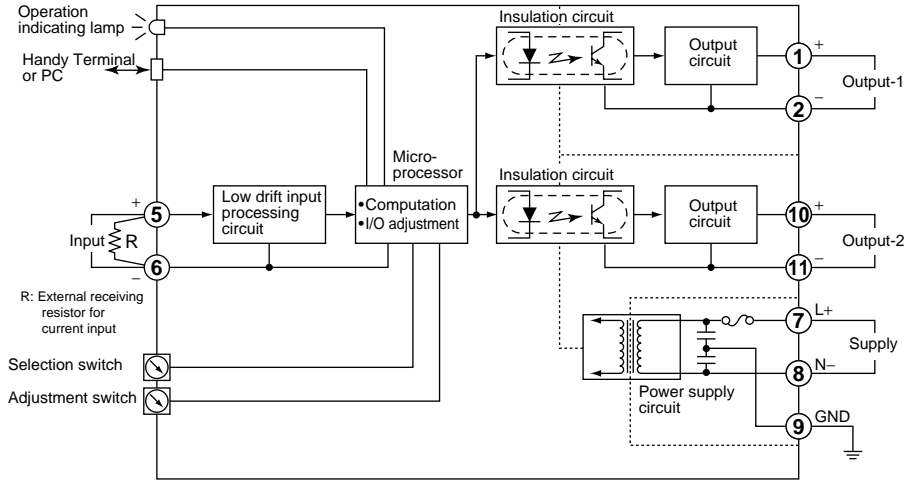 Operation
indicating lamp
Handy Terminal
or PC
Insulation circuit
Output
circuit
1
+
2
−
Output-1
Micro-
processor
•Computation
•I/O adjustment
Low drift input
processing
circuit
+
5
Input
R
6
−
R: External receiving
resistor for
current input
Insulation circuit
Output
circuit
10
+
11
−
Output-2
7
L+
Supply
8
N−
Power supply
circuit
9
GND
Selection switch
Adjustment switch